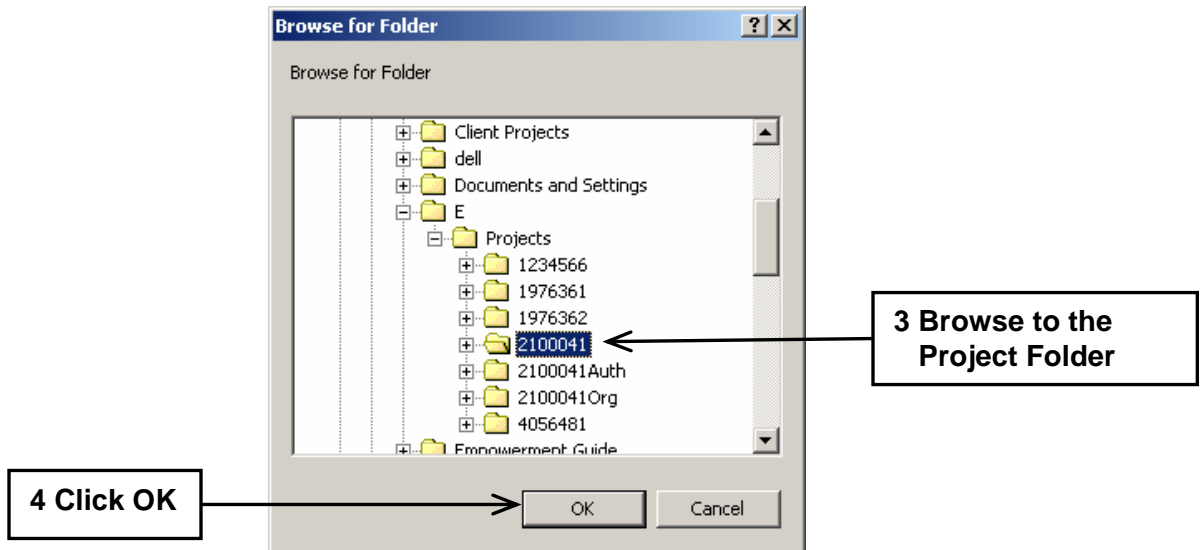 Browse for Folder
Browse for Folder
Client Projects
dell
Documents and Settings
E
Projects
1234566
1976361
1976362
2100041
2100041Auth
2100041Org
4056481
Empowerment Guide
3 Browse to the
Project Folder
4 Click OK
OK
Cancel